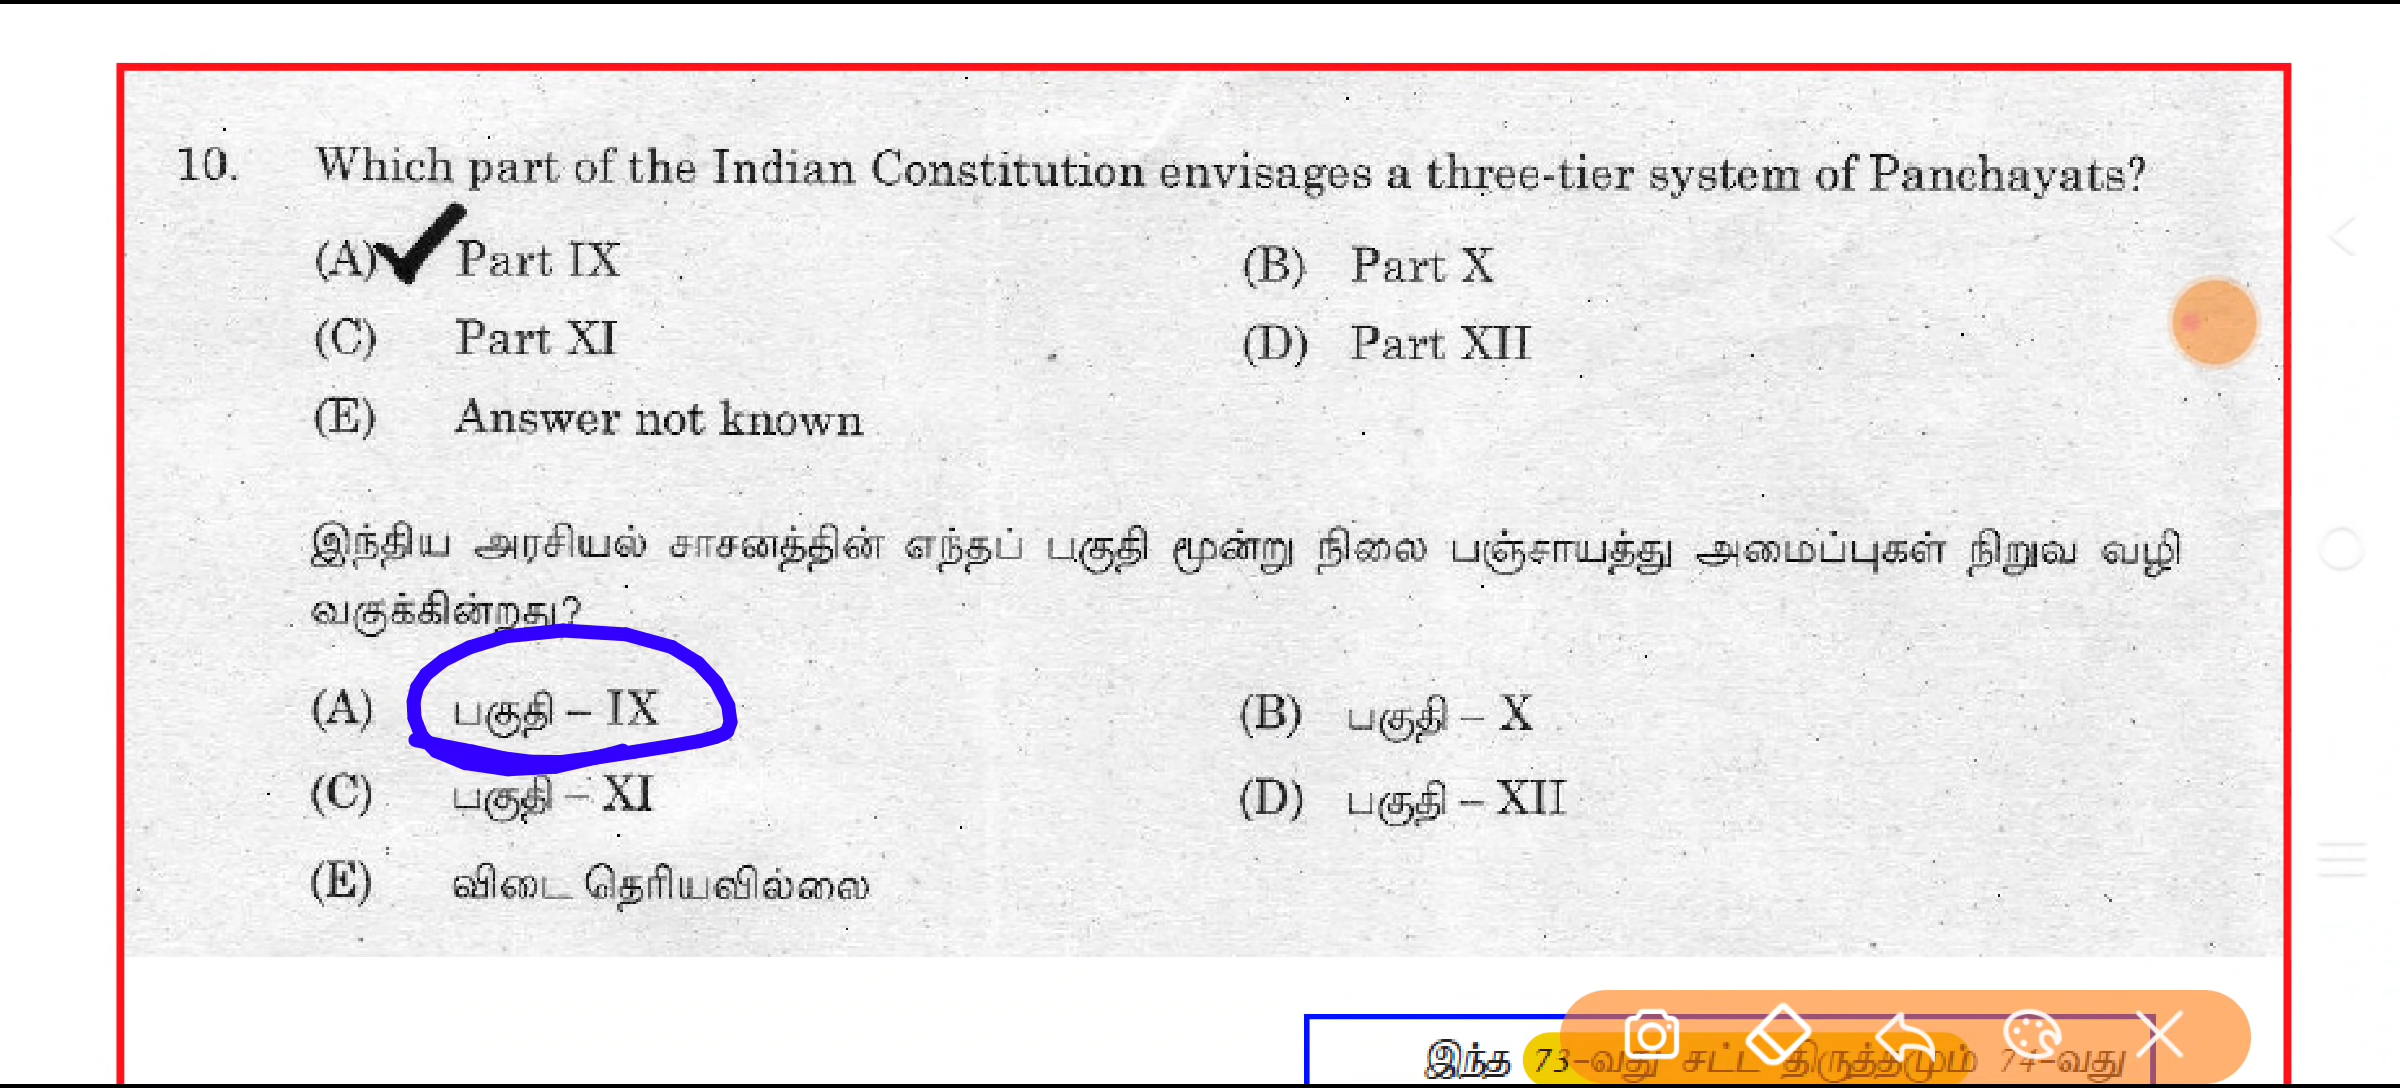 10. Which part of the Indian Constitution envisages a three-tier system of Panchayats?
(A) Part IX (B) Part X
(C) Part XI (D) Part XII
(E) Answer not known
இந்திய அரசியல் சாசனத்தின் எந்தப் பகுதி மூன்று நிலை பஞ்சாயத்து அமைப்புகள் நிறுவ வழி
வகுக்கின்றது?
(A) பகுதி – IX (B) பகுதி – X
(C) பகுதி – XI (D) பகுதி – XII
(E) விடை தெரியவில்லை
இந்த 73-வது சட்ட திருத்தமும் 74-வது